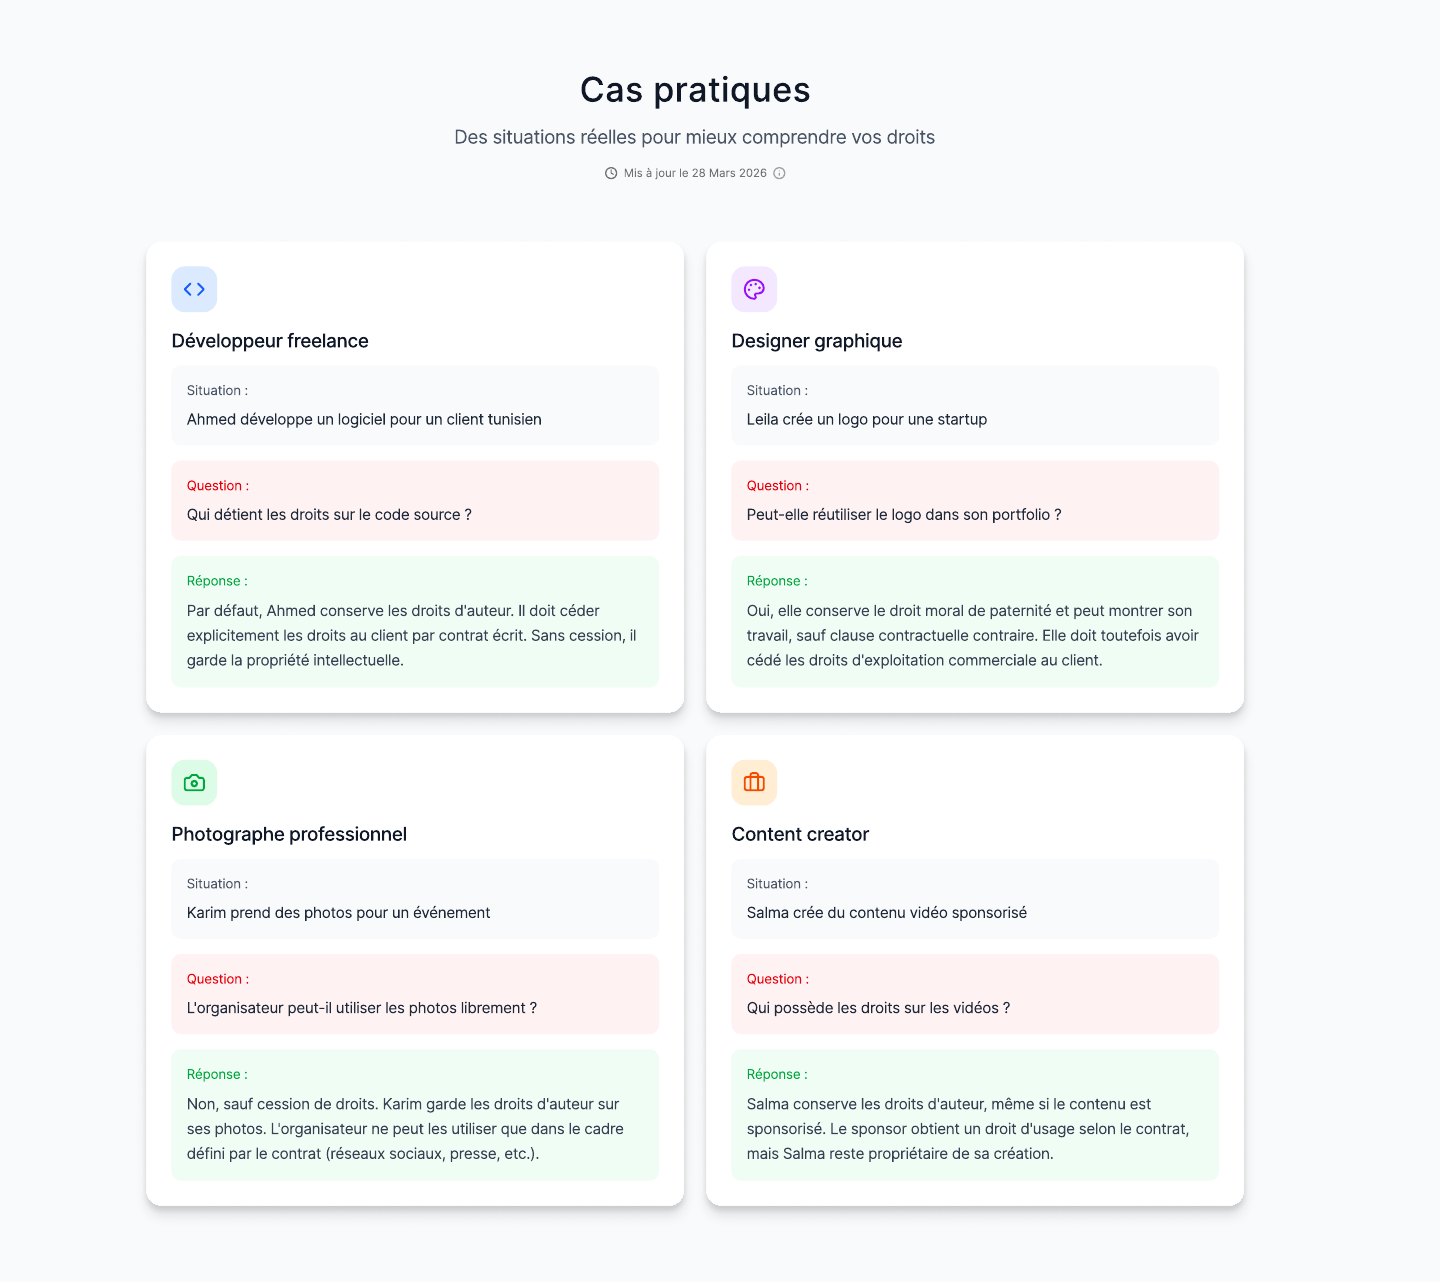 Cas pratiques
Des situations réelles pour mieux comprendre vos droits
Mis à jour le 28 Mars 2026
Développeur freelance
Situation :
Ahmed développe un logiciel pour un client tunisien
Question :
Qui détient les droits sur le code source ?
Réponse :
Par défaut, Ahmed conserve les droits d'auteur. Il doit céder
explicitement les droits au client par contrat écrit. Sans cession, il
garde la propriété intellectuelle.
Designer graphique
Situation :
Leila crée un logo pour une startup
Question :
Peut-elle réutiliser le logo dans son portfolio ?
Réponse :
Oui, elle conserve le droit moral de paternité et peut montrer son
travail, sauf clause contractuelle contraire. Elle doit toutefois avoir
cédé les droits d'exploitation commerciale au client.
Photographe professionnel
Situation :
Karim prend des photos pour un événement
Question :
L'organisateur peut-il utiliser les photos librement ?
Réponse :
Non, sauf cession de droits. Karim garde les droits d'auteur sur
ses photos. L'organisateur ne peut les utiliser que dans le cadre
défini par le contrat (réseaux sociaux, presse, etc.).
Content creator
Situation :
Salma crée du contenu vidéo sponsorisé
Question :
Qui possède les droits sur les vidéos ?
Réponse :
Salma conserve les droits d'auteur, même si le contenu est
sponsorisé. Le sponsor obtient un droit d'usage selon le contrat,
mais Salma reste propriétaire de sa création.